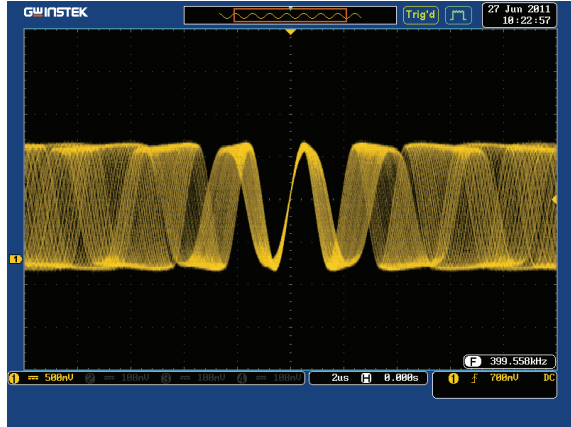 GWINSTEK
Trig'd
27 Jun 2011
10:22:57
1
F 399.558kHz
1 500mV 2 100mV 3 100mV 4 100mV
2us H 0.000s
1 700mV DC